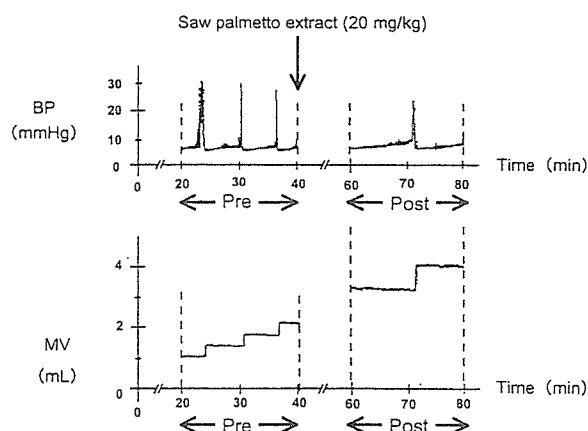 Saw palmetto extract (20 mg/kg)
BP
(mmHg)
30
20
10
0
0 20 30 40 60 70 80
Time (min)
Pre Post
MV
(mL)
4
2
0
0 20 30 40 60 70 80
Time (min)
Pre Post